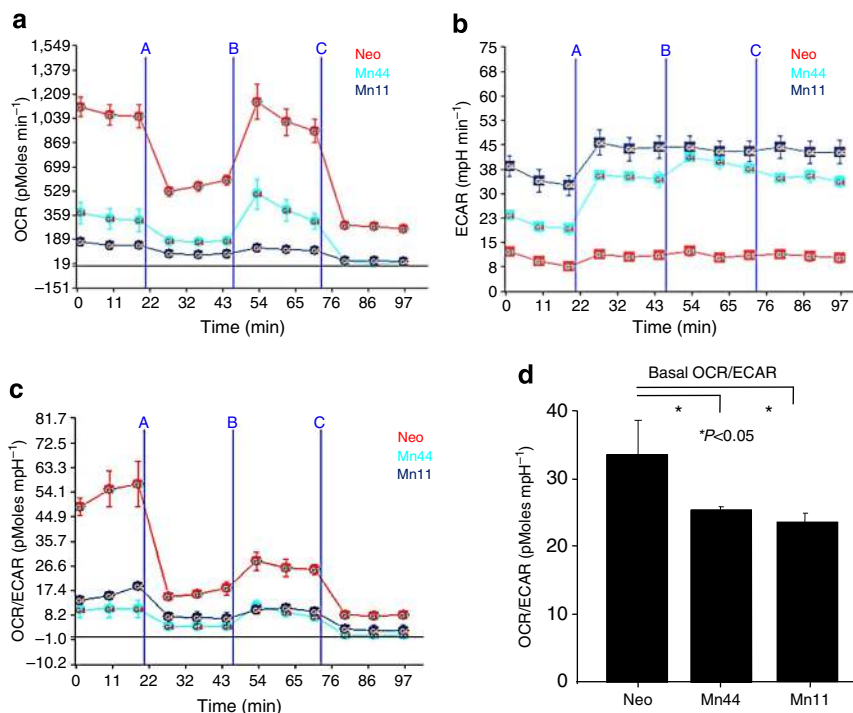 a
OCR (pMoles min⁻¹)
1,549
1,379
1,209
1,039
869
699
529
359
189
19
−151
A
B
C
Neo
Mn44
Mn11
0 11 22 32 43 54 65 76 86 97
Time (min)
b
ECAR (mpH min⁻¹)
75
68
60
53
45
38
30
23
15
8
0
A
B
C
Neo
Mn44
Mn11
0 11 22 32 43 54 65 76 86 97
Time (min)
c
OCR/ECAR (pMoles mpH⁻¹)
81.7
72.5
63.3
54.1
44.9
35.7
26.6
17.4
8.2
−1.0
−10.2
A
B
C
Neo
Mn44
Mn11
0 11 22 32 43 54 65 76 86 97
Time (min)
d
Basal OCR/ECAR
* *
*P<0.05
OCR/ECAR (pMoles mpH⁻¹)
40
30
20
10
0
Neo Mn44 Mn11